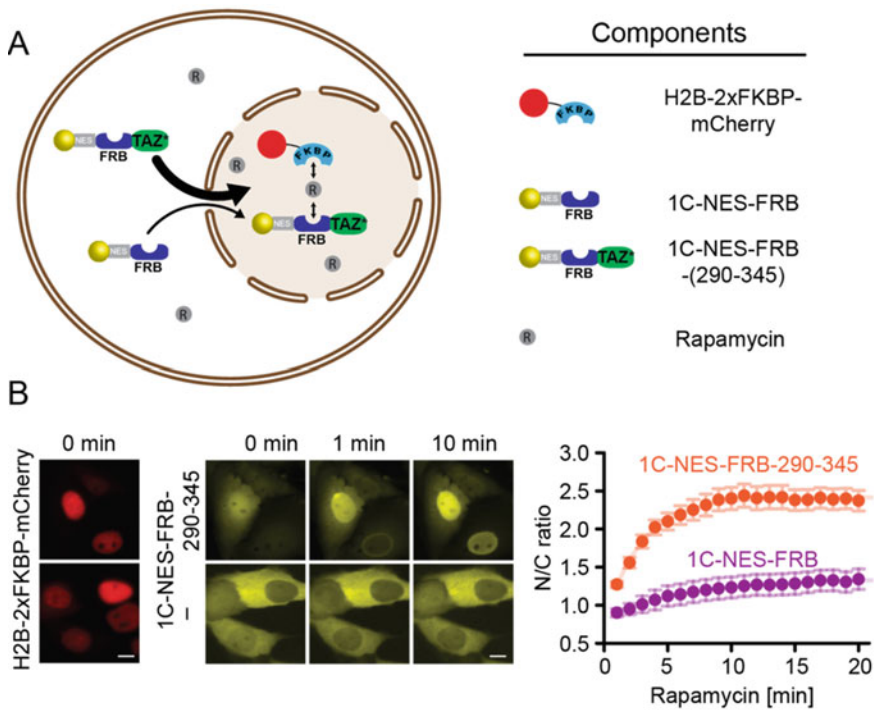 A
R
R
NES
FRB
TAZ*
FKBP
R
R
NES
FRB
TAZ*
NES
FRB
R
R
Components
FKBP
H2B-2xFKBP-
mCherry
NES
FRB
1C-NES-FRB
NES
FRB
TAZ*
1C-NES-FRB
-(290-345)
R
Rapamycin
B
0 min
0 min
1 min
10 min
H2B-2xFKBP-mCherry
1C-NES-FRB-
290-345
–
N/C ratio
3.0
2.5
2.0
1.5
1.0
0.5
1C-NES-FRB-290-345
1C-NES-FRB
0
5
10
15
20
Rapamycin [min]